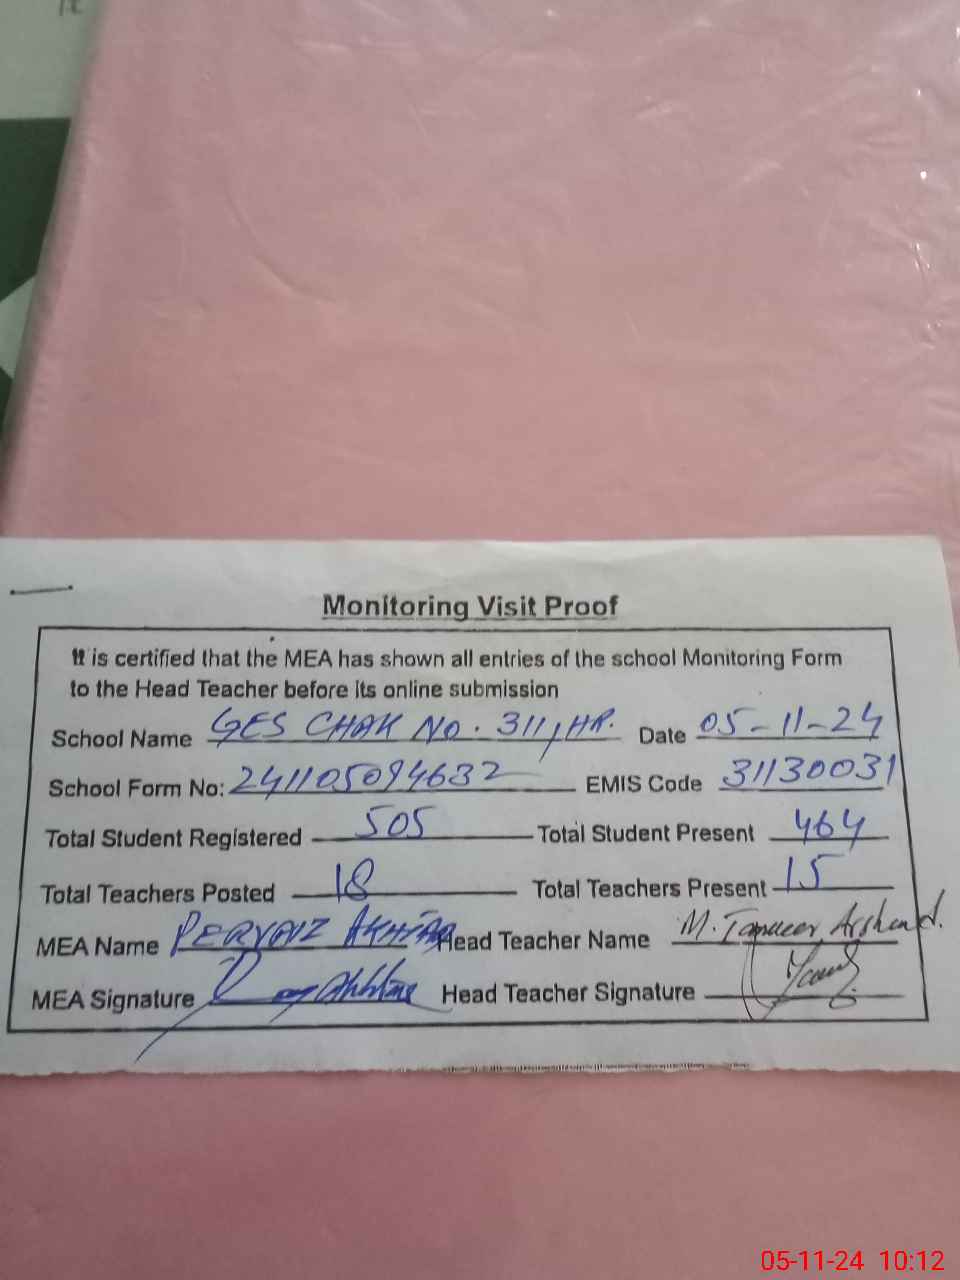 Monitoring Visit Proof
It is certified that the MEA has shown all entries of the school Monitoring Form
to the Head Teacher before its online submission
School Name GES CHAK NO. 311/HR. Date 05-11-24
School Form No: 241105094632 EMIS Code 31130031
Total Student Registered 505 Total Student Present 464
Total Teachers Posted 18 Total Teachers Present 15
MEA Name PERVAIZ AKHTAR Head Teacher Name M. Tanveer Arshad.
MEA Signature Head Teacher Signature
05-11-24 10:12